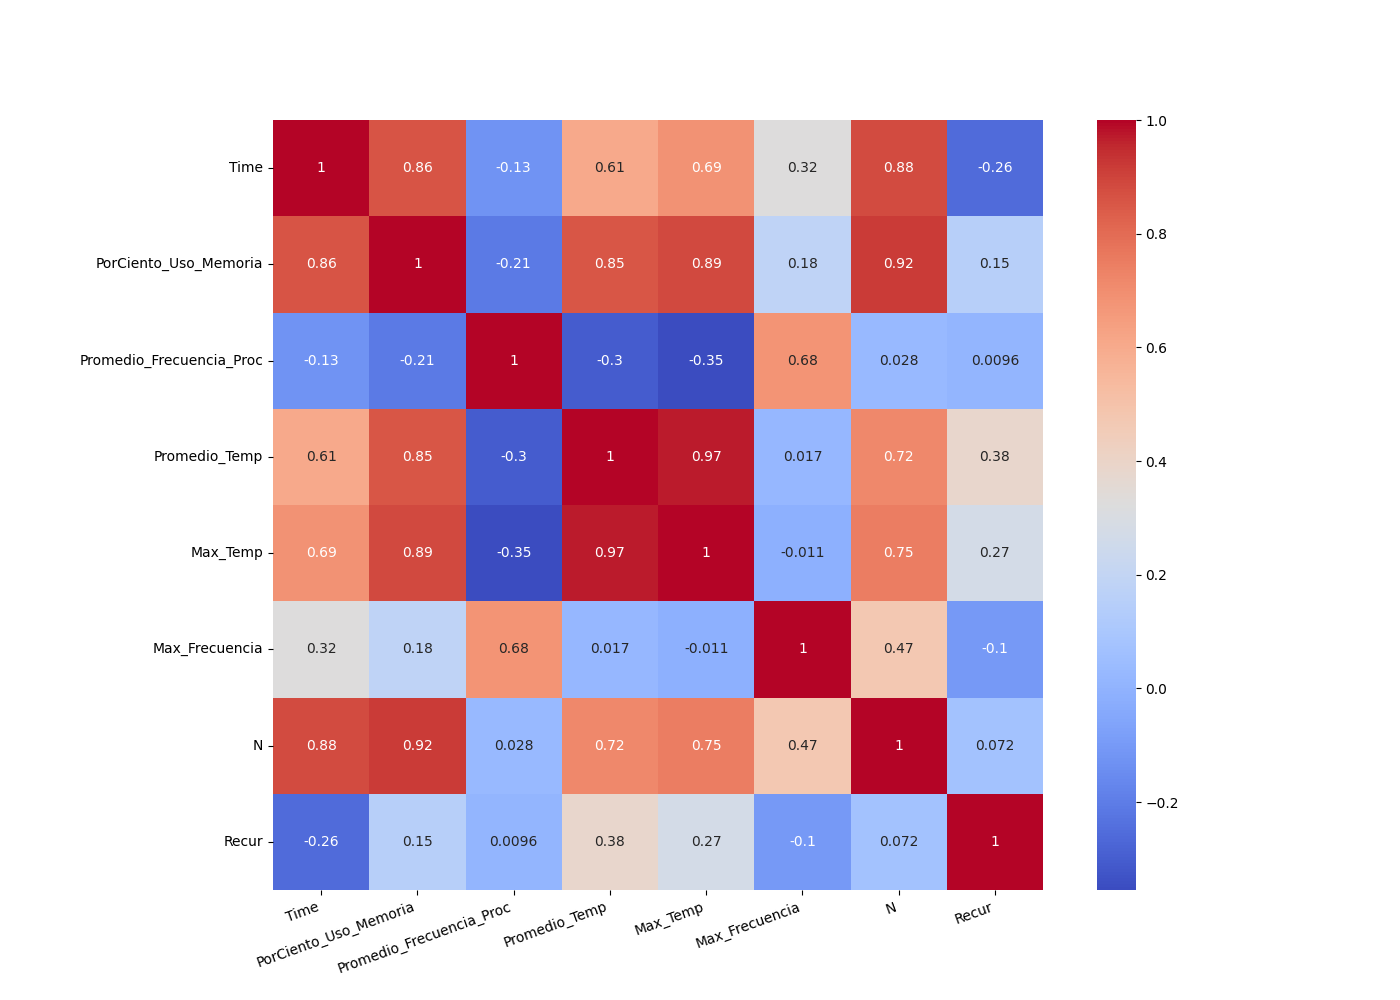 Time 1 0.86 -0.13 0.61 0.69 0.32 0.88 -0.26
PorCiento_Uso_Memoria 0.86 1 -0.21 0.85 0.89 0.18 0.92 0.15
Promedio_Frecuencia_Proc -0.13 -0.21 1 -0.3 -0.35 0.68 0.028 0.0096
Promedio_Temp 0.61 0.85 -0.3 1 0.97 0.017 0.72 0.38
Max_Temp 0.69 0.89 -0.35 0.97 1 -0.011 0.75 0.27
Max_Frecuencia 0.32 0.18 0.68 0.017 -0.011 1 0.47 -0.1
N 0.88 0.92 0.028 0.72 0.75 0.47 1 0.072
Recur -0.26 0.15 0.0096 0.38 0.27 -0.1 0.072 1
Time
PorCiento_Uso_Memoria
Promedio_Frecuencia_Proc
Promedio_Temp
Max_Temp
Max_Frecuencia
N
Recur
1.0
0.8
0.6
0.4
0.2
0.0
−0.2